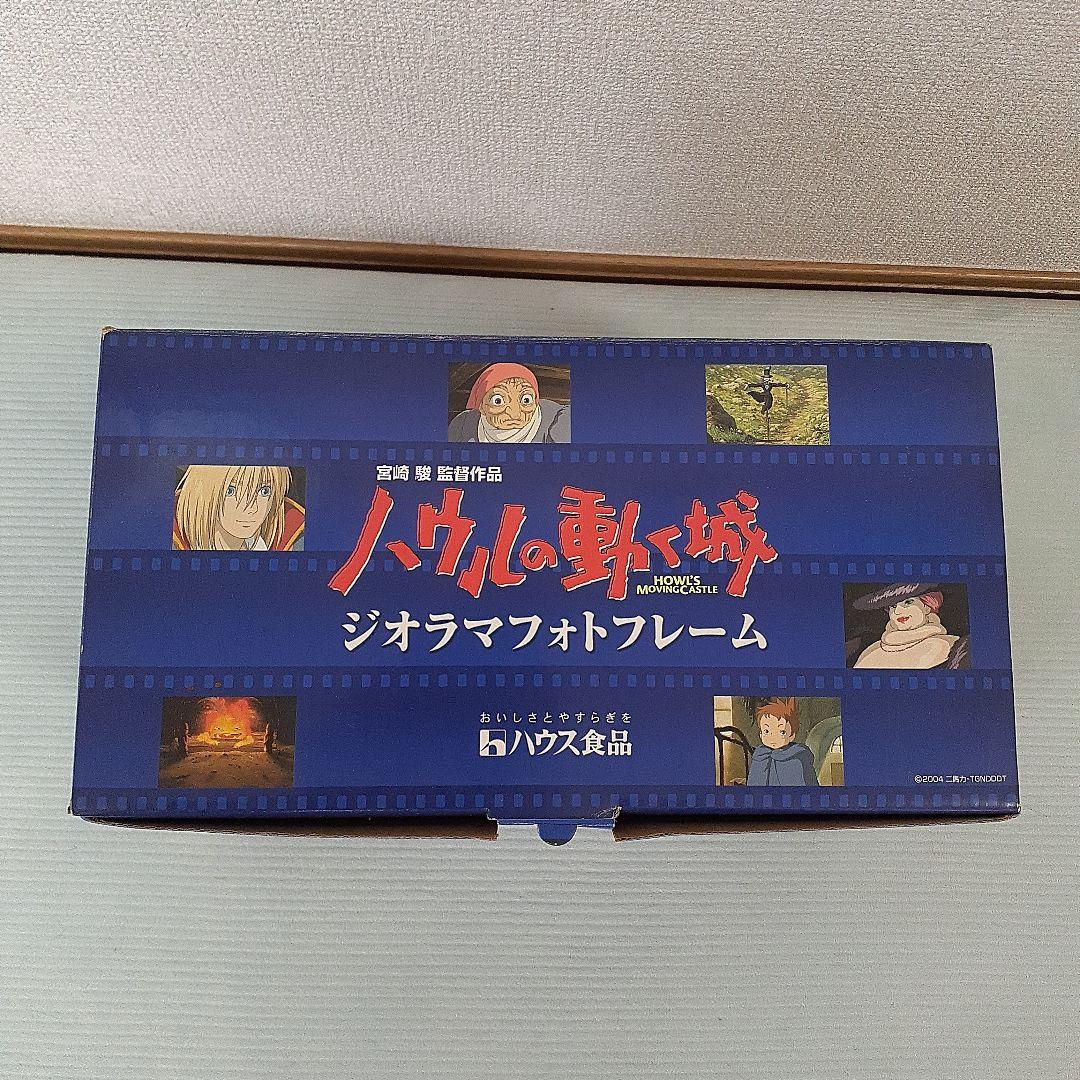 宮崎 駿 監督作品
ハウルの動く城
HOWL'S
MOVING CASTLE
ジオラマフォトフレーム
おいしさとやすらぎを
ハウス食品
©2004 二馬力・TGNDDDT